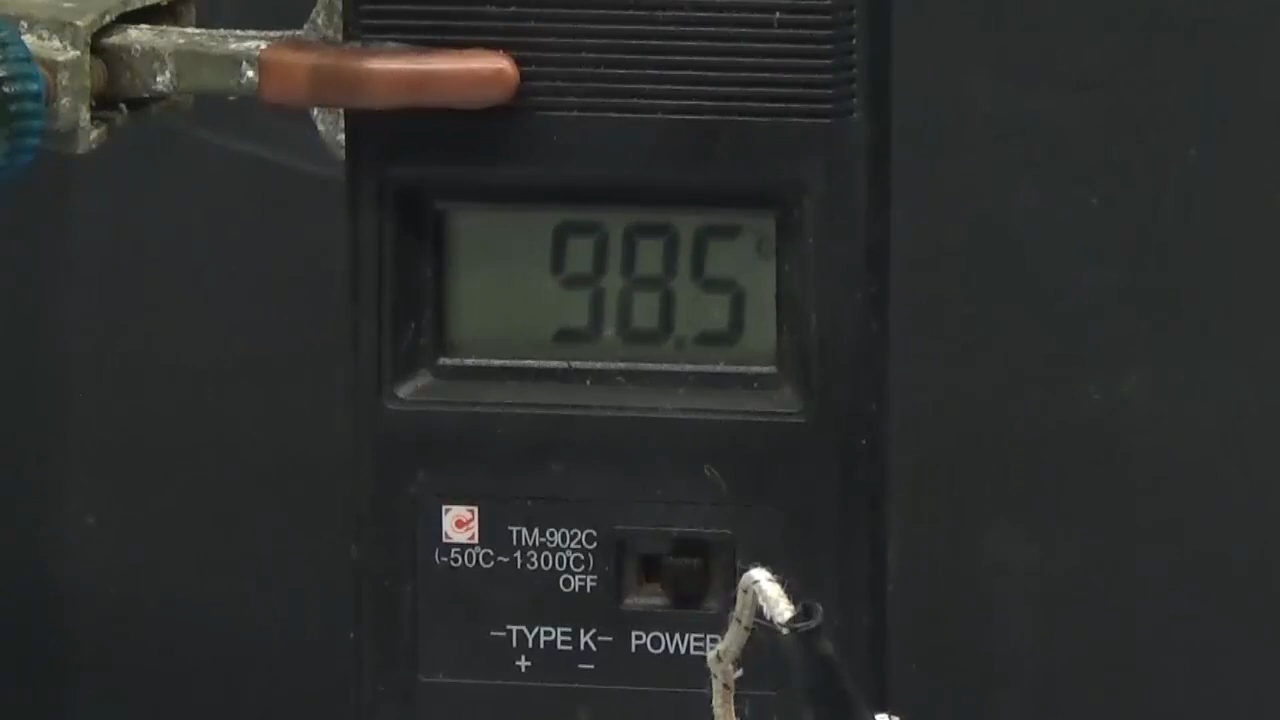 98.5 °C
TM-902C
(-50℃~1300℃)
OFF
-TYPE K- POWER
+ -